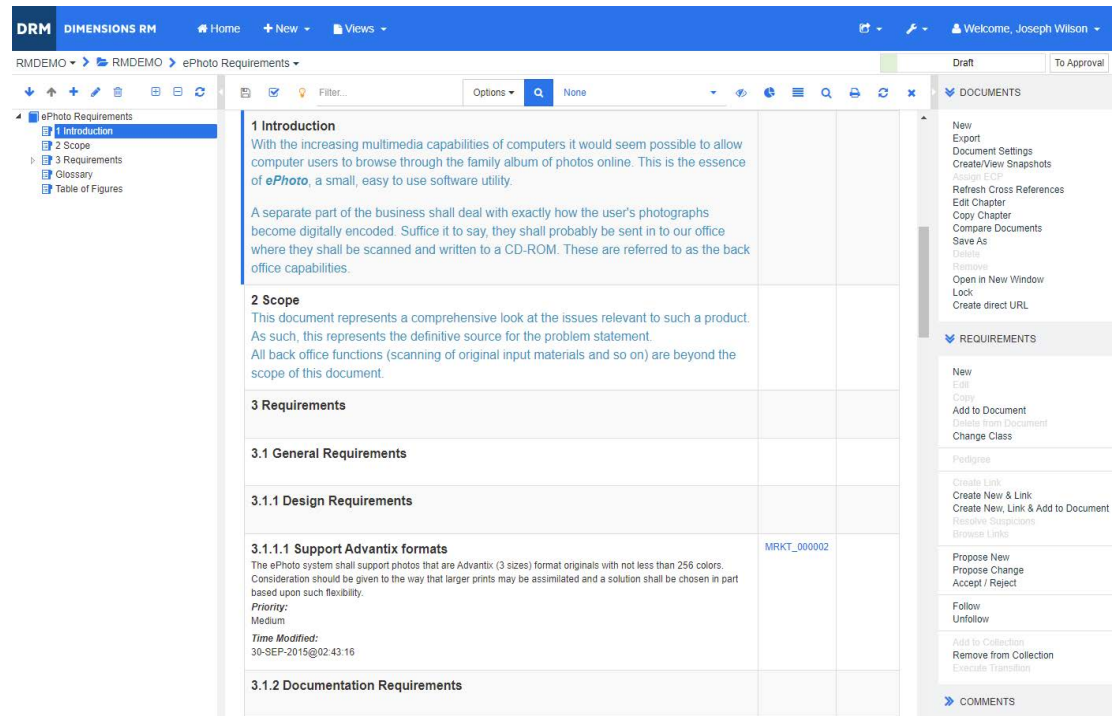 DRM DIMENSIONS RM Home New Views Welcome, Joseph Wilson
RMDEMO RMDEMO ePhoto Requirements Draft To Approval
Filter... Options None DOCUMENTS
ePhoto Requirements
1 Introduction
2 Scope
3 Requirements
Glossary
Table of Figures
1 Introduction
With the increasing multimedia capabilities of computers it would seem possible to allow
computer users to browse through the family album of photos online. This is the essence
of ePhoto, a small, easy to use software utility.
A separate part of the business shall deal with exactly how the user's photographs
become digitally encoded. Suffice it to say, they shall probably be sent in to our office
where they shall be scanned and written to a CD-ROM. These are referred to as the back
office capabilities.
2 Scope
This document represents a comprehensive look at the issues relevant to such a product.
As such, this represents the definitive source for the problem statement.
All back office functions (scanning of original input materials and so on) are beyond the
scope of this document.
3 Requirements
3.1 General Requirements
3.1.1 Design Requirements
3.1.1.1 Support Advantix formats MRKT_000002
The ePhoto system shall support photos that are Advantix (3 sizes) format originals with not less than 256 colors.
Consideration should be given to the way that larger prints may be assimilated and a solution shall be chosen in part
based upon such flexibility.
Priority:
Medium
Time Modified:
30-SEP-2015@02:43:16
3.1.2 Documentation Requirements
New
Export
Document Settings
Create/View Snapshots
Assign ECP
Refresh Cross References
Edit Chapter
Copy Chapter
Compare Documents
Save As
Delete
Remove
Open in New Window
Lock
Create direct URL
REQUIREMENTS
New
Edit
Copy
Add to Document
Delete from Document
Change Class
Pedigree
Create Link
Create New & Link
Create New, Link & Add to Document
Resolve Suspicions
Browse Links
Propose New
Propose Change
Accept / Reject
Follow
Unfollow
Add to Collection
Remove from Collection
Execute Transition
COMMENTS